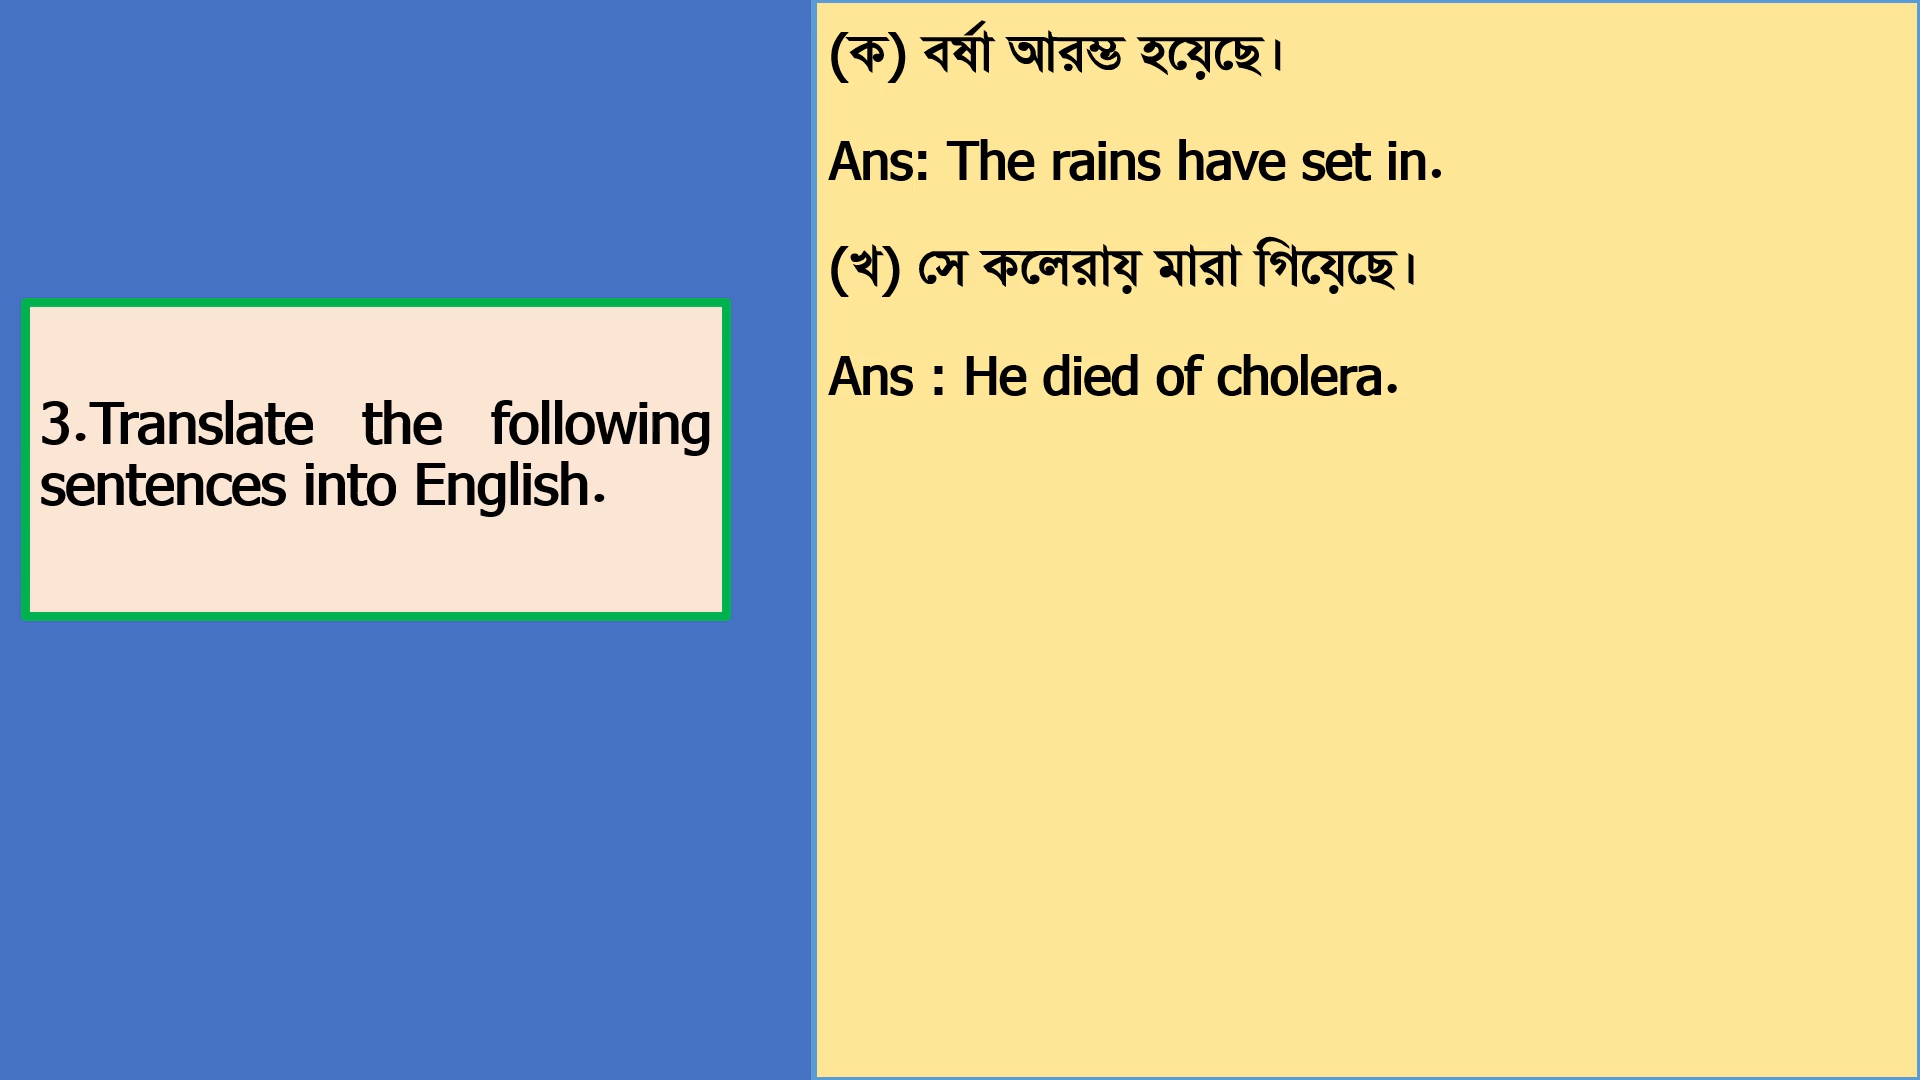 3.Translate the following
sentences into English.
(ক) বর্ষা আরম্ভ হয়েছে।
Ans: The rains have set in.
(খ) সে কলেরায় মারা গিয়েছে।
Ans : He died of cholera.